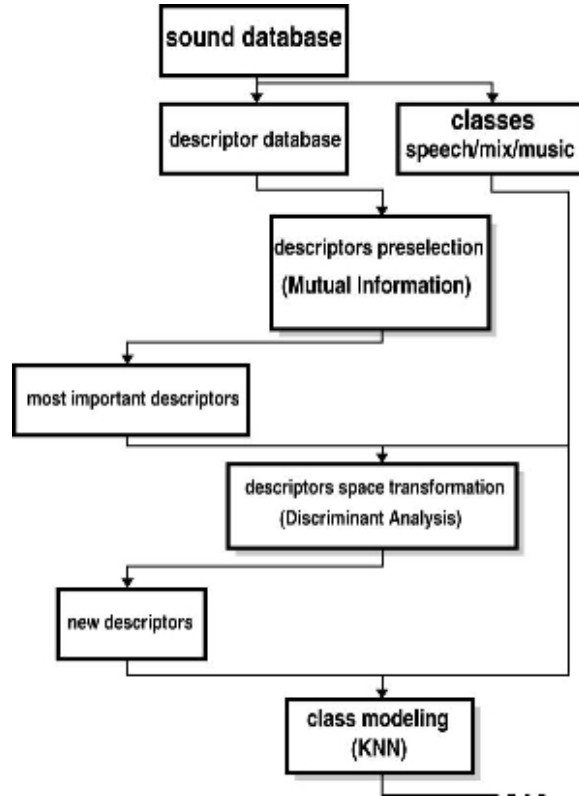 sound database
descriptor database
classes
speech/mix/music
descriptors preselection
(Mutual Information)
most important descriptors
descriptors space transformation
(Discriminant Analysis)
new descriptors
class modeling
(KNN)